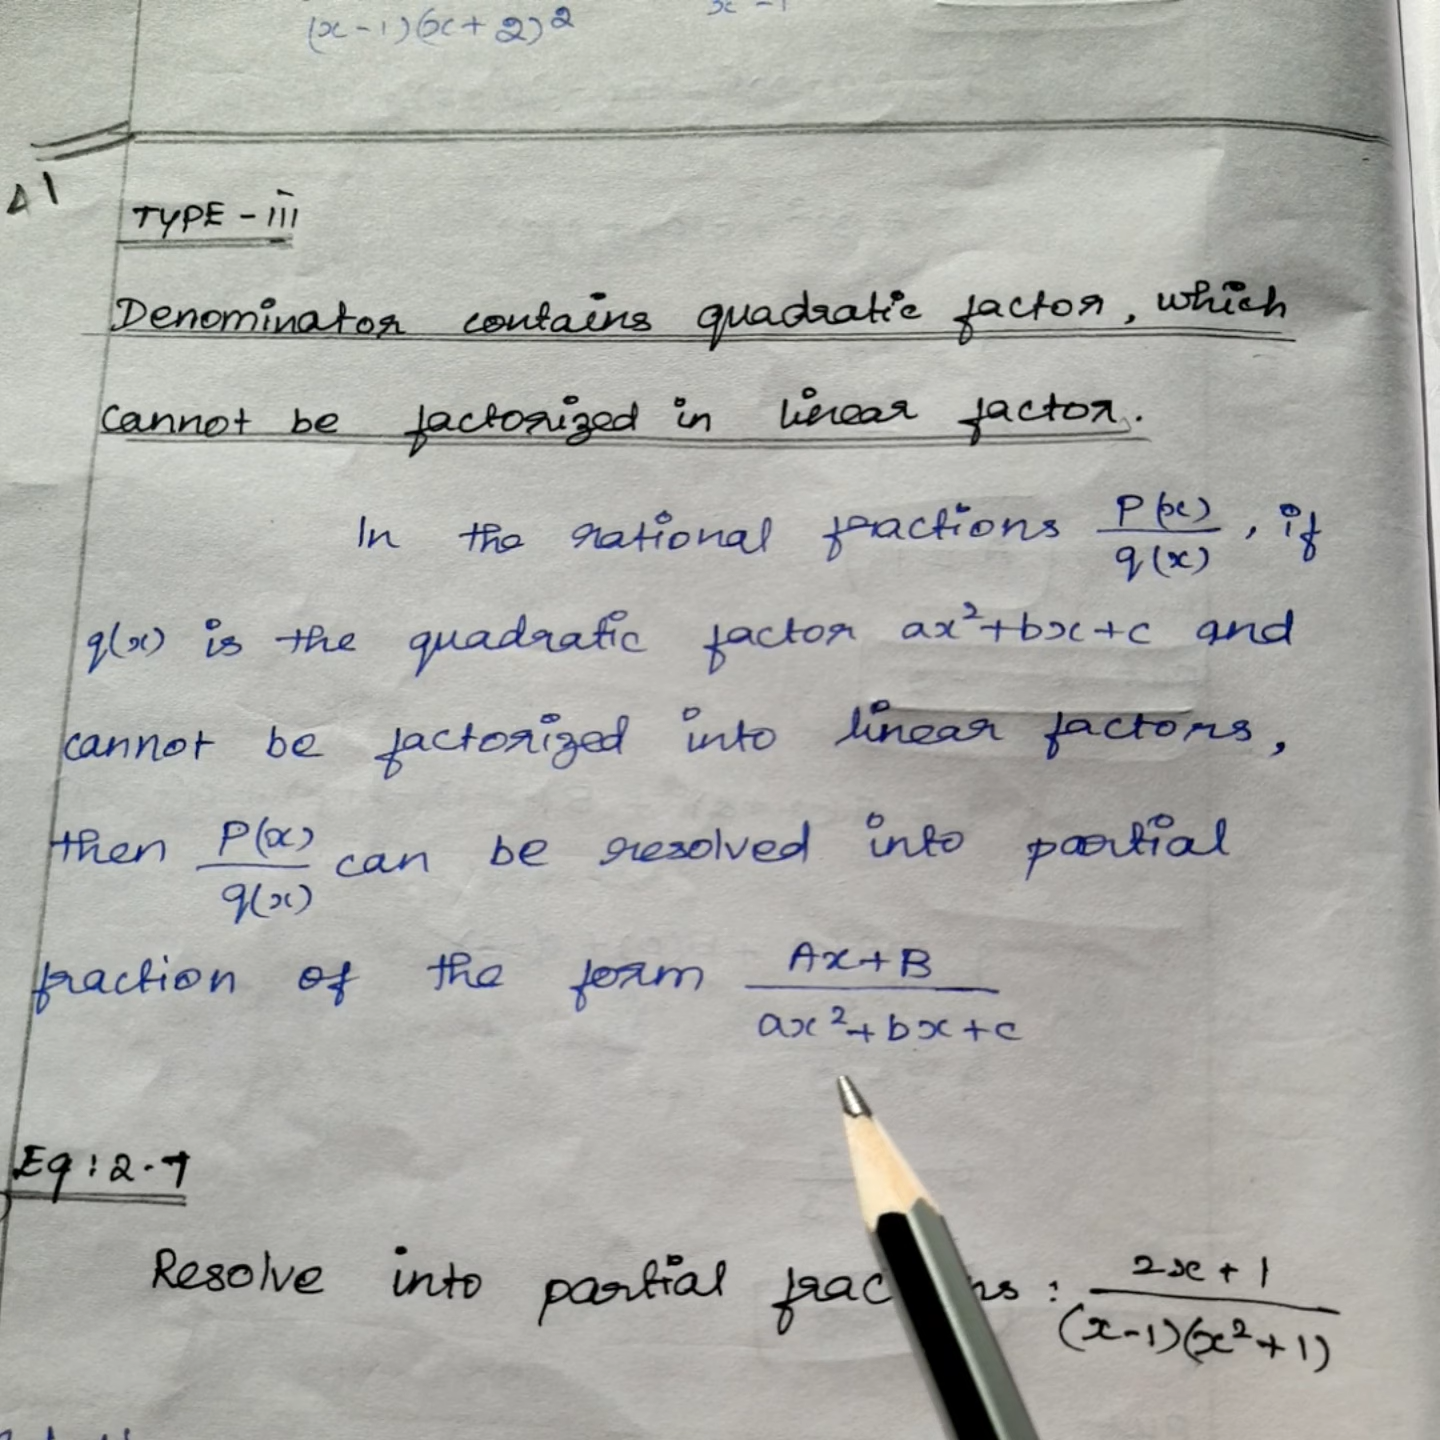 (x-1)(x+2)²
x-1
TYPE - iii
Denominator contains quadratic factor, which
cannot be factorized in linear factor.
In the rational fractions P(x)/q(x), if
q(x) is the quadratic factor ax²+bx+c and
cannot be factorized into linear factors,
then P(x)/q(x) can be resolved into partial
fraction of the form Ax+B/ax²+bx+c
Eg: 2.7
Resolve into partial frac ns: 2x+1/(x-1)(x²+1)